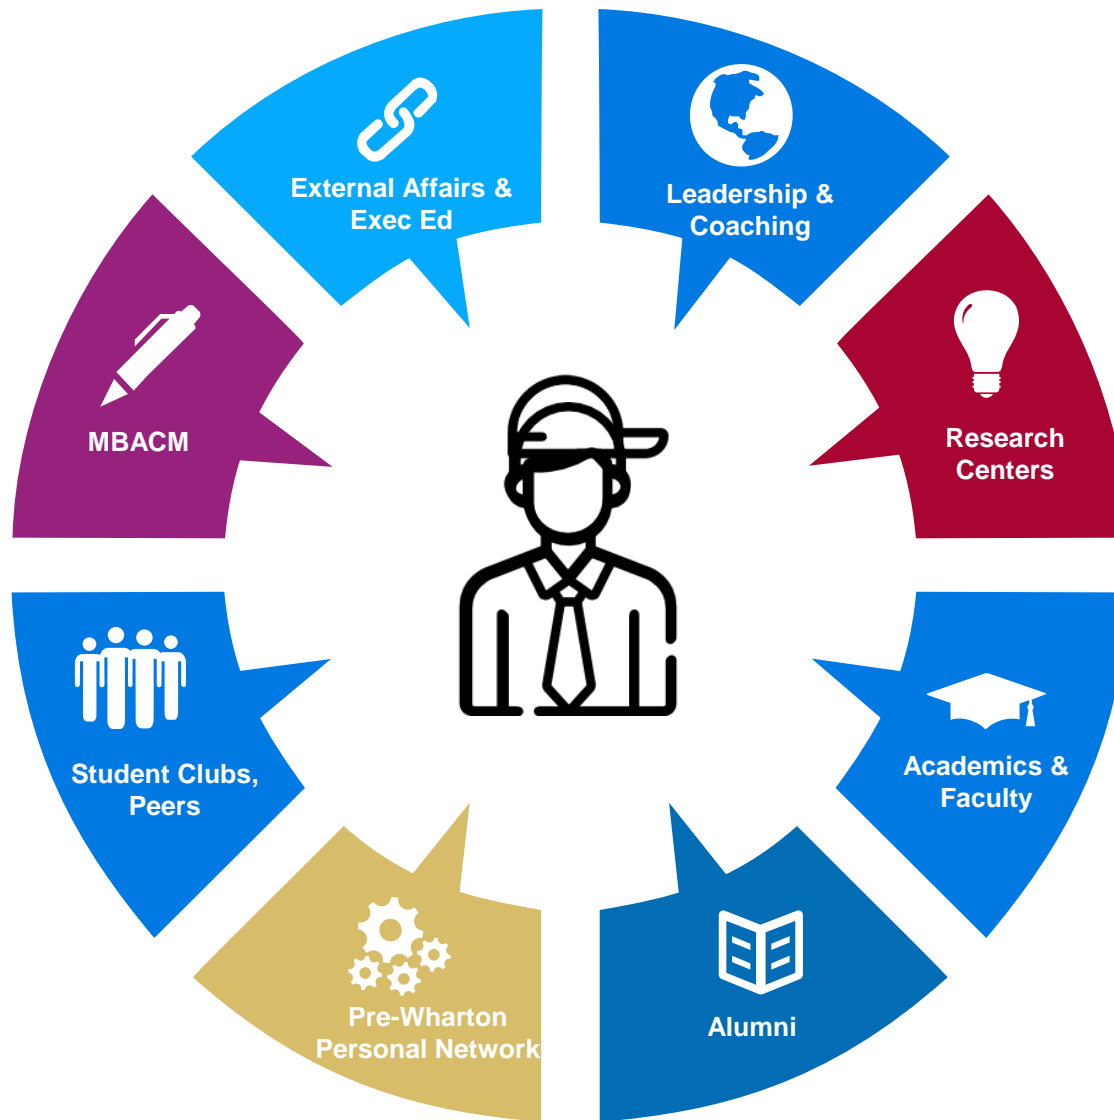 External Affairs &
Exec Ed
Leadership &
Coaching
MBACM
Research
Centers
Student Clubs,
Peers
Academics &
Faculty
Pre-Wharton
Personal Network
Alumni